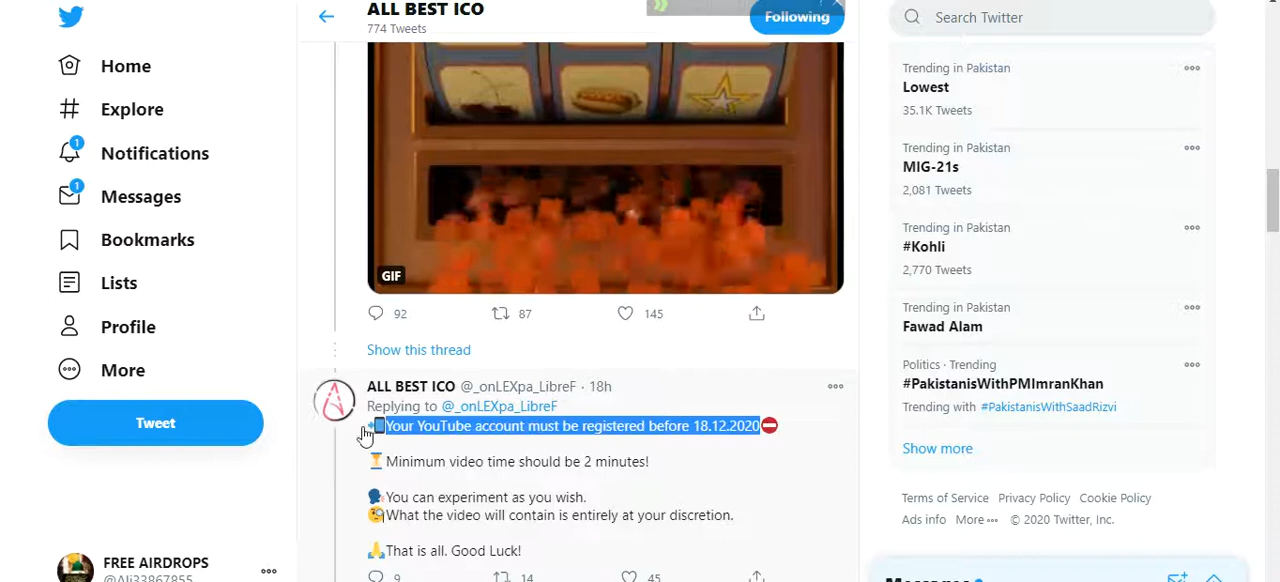 Home
Explore
1
Notifications
1
Messages
Bookmarks
Lists
Profile
More
Tweet
FREE AIRDROPS
@Ali33867855
ALL BEST ICO
774 Tweets
Following
GIF
92 87 145
Show this thread
ALL BEST ICO @_onLEXpa_LibreF · 18h
Replying to @_onLEXpa_LibreF
📲Your YouTube account must be registered before 18.12.2020⛔
⏳Minimum video time should be 2 minutes!
🗣You can experiment as you wish.
🧐What the video will contain is entirely at your discretion.
🙏That is all. Good Luck!
9 14 45
Search Twitter
Trending in Pakistan
Lowest
35.1K Tweets
Trending in Pakistan
MIG-21s
2,081 Tweets
Trending in Pakistan
#Kohli
2,770 Tweets
Trending in Pakistan
Fawad Alam
Politics · Trending
#PakistanisWithPMImranKhan
Trending with #PakistanisWithSaadRizvi
Show more
Terms of Service Privacy Policy Cookie Policy
Ads info More••• © 2020 Twitter, Inc.
Messages